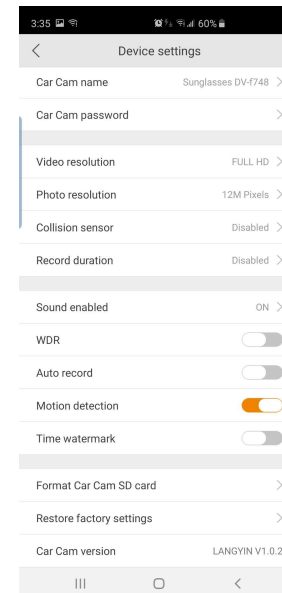 3:35 60%
Device settings
Car Cam name Sunglasses DV-f748
Car Cam password
Video resolution FULL HD
Photo resolution 12M Pixels
Collision sensor Disabled
Record duration Disabled
Sound enabled ON
WDR
Auto record
Motion detection
Time watermark
Format Car Cam SD card
Restore factory settings
Car Cam version LANGYIN V1.0.2